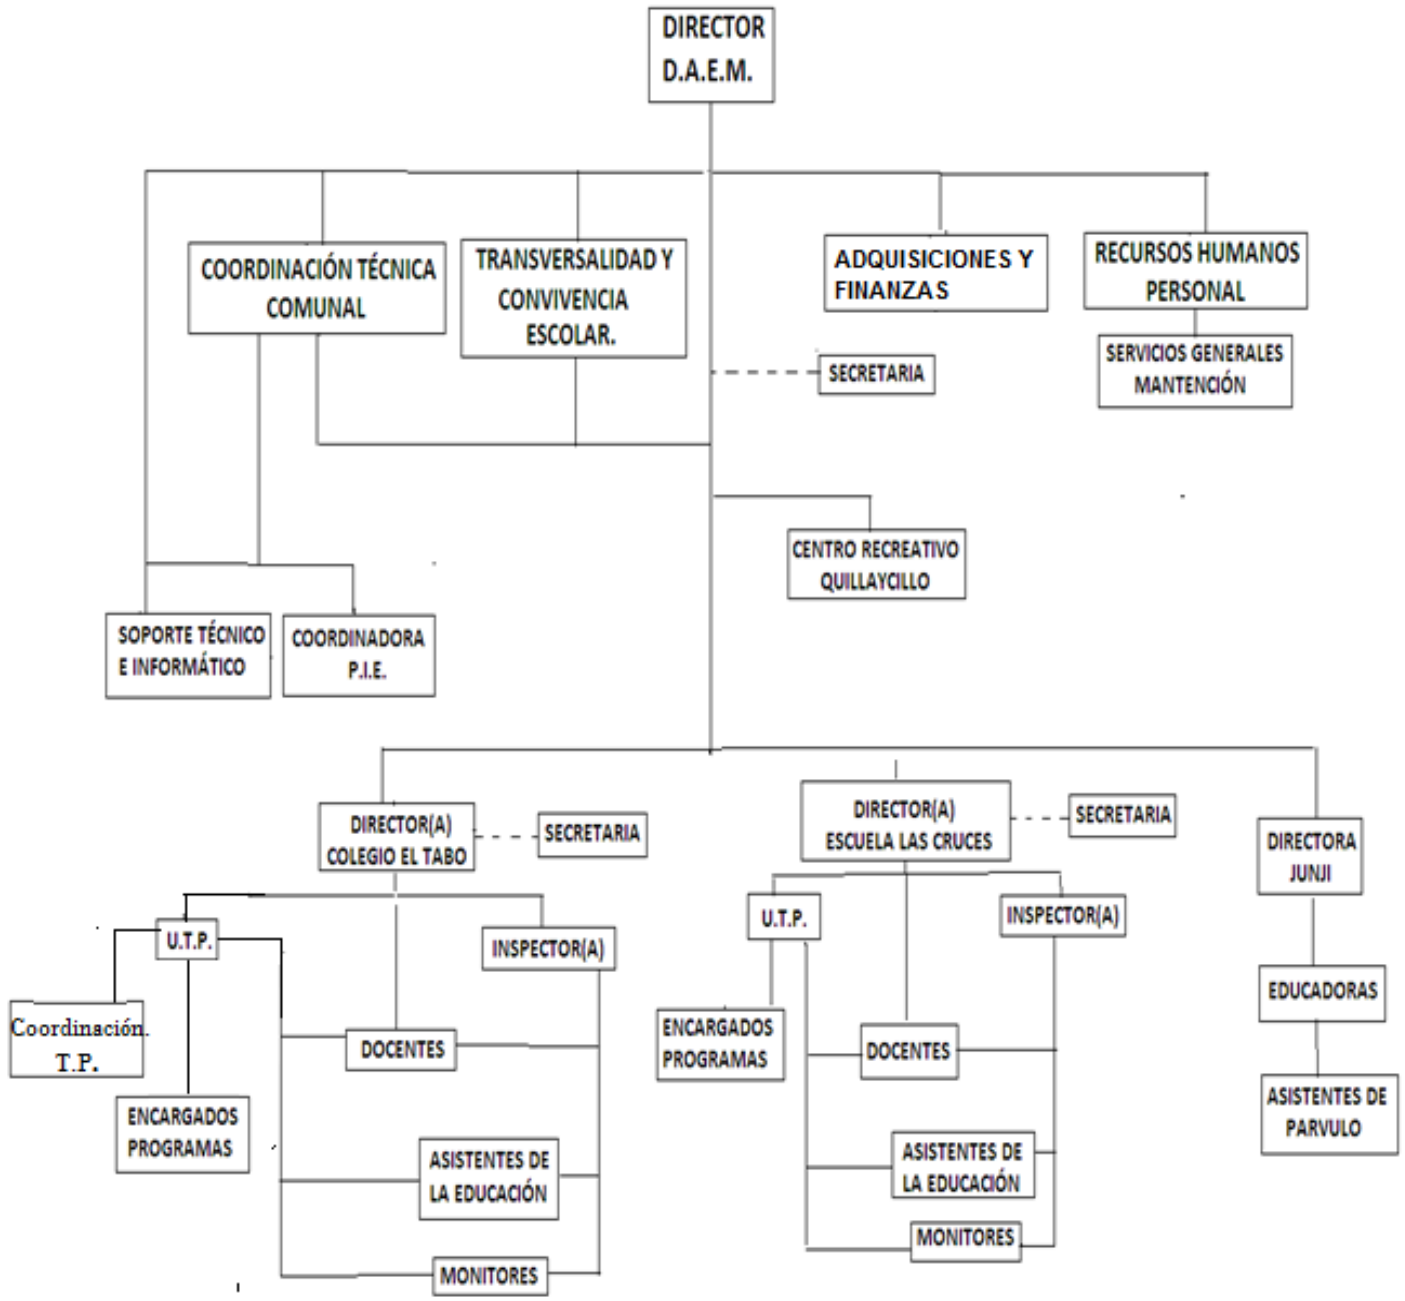 DIRECTOR
D.A.E.M.
COORDINACIÓN TÉCNICA
COMUNAL
TRANSVERSALIDAD Y
CONVIVENCIA
ESCOLAR.
ADQUISICIONES Y
FINANZAS
RECURSOS HUMANOS
PERSONAL
SERVICIOS GENERALES
MANTENCIÓN
SECRETARIA
CENTRO RECREATIVO
QUILLAYCILLO
SOPORTE TÉCNICO
E INFORMÁTICO
COORDINADORA
P.I.E.
DIRECTOR(A)
COLEGIO EL TABO
SECRETARIA
DIRECTOR(A)
ESCUELA LAS CRUCES
SECRETARIA
DIRECTORA
JUNJI
U.T.P.
INSPECTOR(A)
U.T.P.
INSPECTOR(A)
EDUCADORAS
Coordinación.
T.P.
DOCENTES
ENCARGADOS
PROGRAMAS
DOCENTES
ENCARGADOS
PROGRAMAS
ASISTENTES DE
PARVULO
ASISTENTES DE
LA EDUCACIÓN
ASISTENTES DE
LA EDUCACIÓN
MONITORES
MONITORES